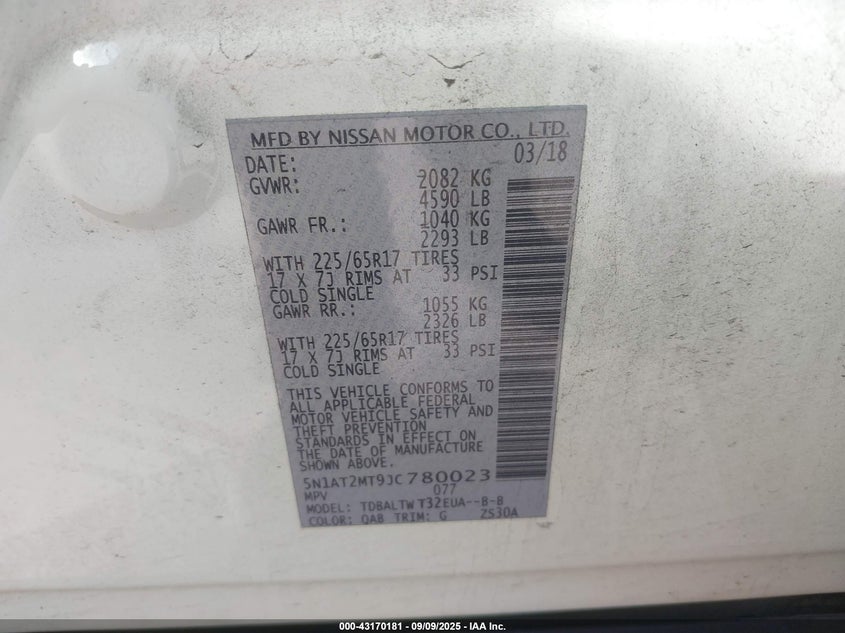 MFD BY NISSAN MOTOR CO., LTD.
DATE: 03/18
GVWR: 2082 KG
4590 LB
GAWR FR.: 1040 KG
2293 LB
WITH 225/65R17 TIRES
17 X 7J RIMS AT 33 PSI
COLD SINGLE
GAWR RR.: 1055 KG
2326 LB
WITH 225/65R17 TIRES
17 X 7J RIMS AT 33 PSI
COLD SINGLE
THIS VEHICLE CONFORMS TO
ALL APPLICABLE FEDERAL
MOTOR VEHICLE SAFETY AND
THEFT PREVENTION
STANDARDS IN EFFECT ON
THE DATE OF MANUFACTURE
SHOWN ABOVE.
5N1AT2MT9JC780023
MPV 077
MODEL: TDBALTW T32EUA--B-B
COLOR: QAB TRIM: G ZS30A
000-43170181 - 09/09/2025 - IAA Inc.